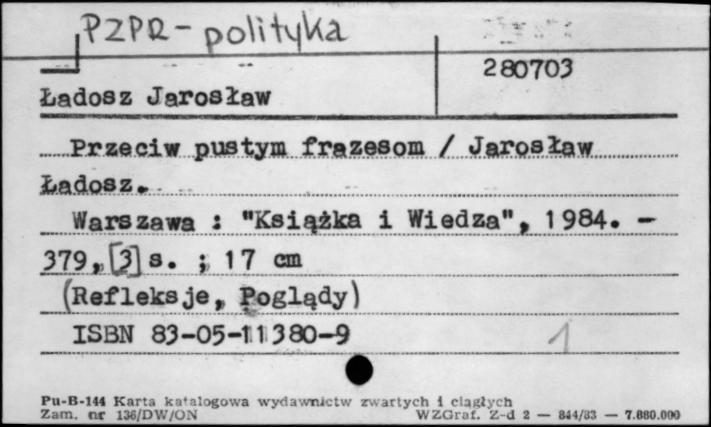 PZPR - polityka
280703
Ładosz Jarosław
Przeciw pustym frazesom / Jarosław
Ładosz.
Warszawa : "Książka i Wiedza", 1984. -
379, [3] s. ; 17 cm
(Refleksje, Poglądy)
ISBN 83-05-11380-9
1
Pu-B-144 Karta katalogowa wydawnictw zwartych i ciągłych
Zam. nr 136/DW/ON WZGraf. Z-d 2 — 844/83 — 7.880.000